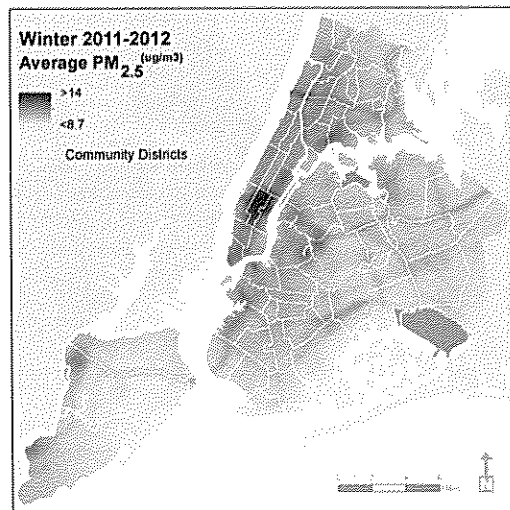 Winter 2011-2012
Average PM2.5 (ug/m3)
>14
<8.7
Community Districts